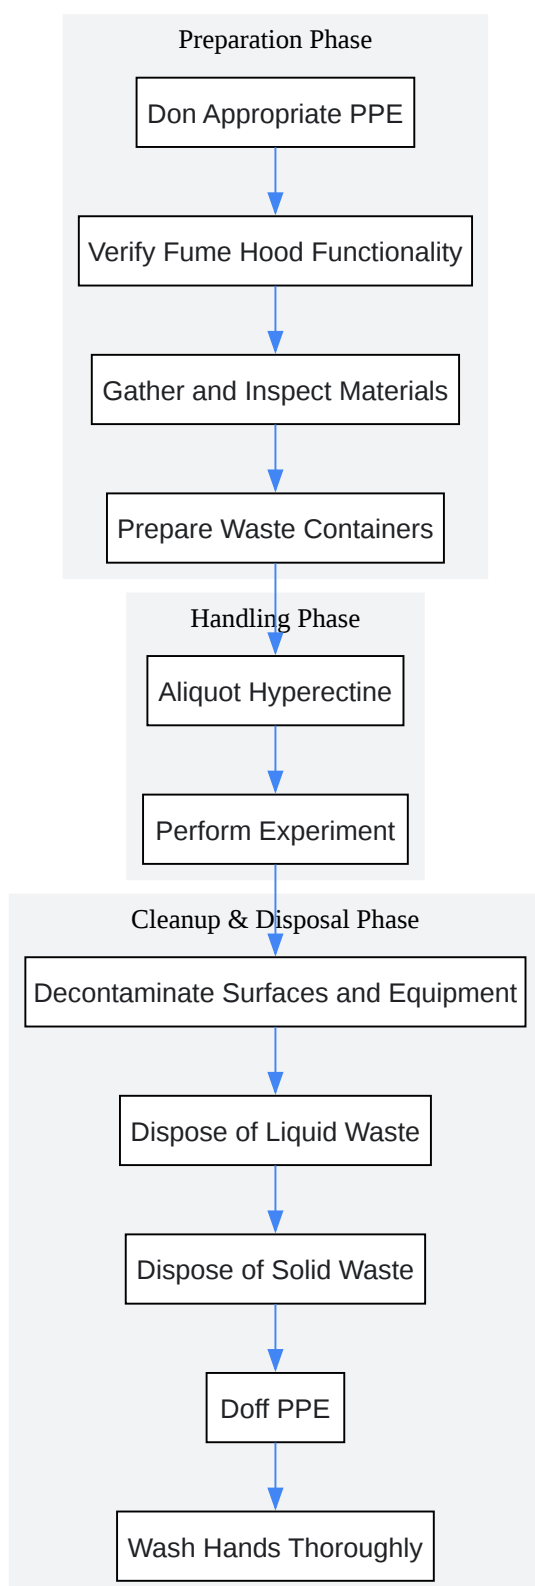 Preparation Phase
Don Appropriate PPE
Verify Fume Hood Functionality
Gather and Inspect Materials
Prepare Waste Containers
Handling Phase
Aliquot Hyperectine
Perform Experiment
Cleanup & Disposal Phase
Decontaminate Surfaces and Equipment
Dispose of Liquid Waste
Dispose of Solid Waste
Doff PPE
Wash Hands Thoroughly